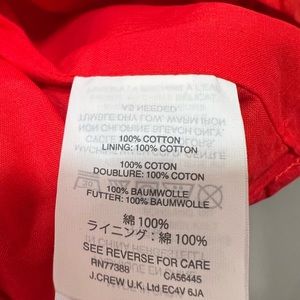 100% COTTON
LINING: 100% COTTON
100% COTON
DOUBLURE: 100% COTON
100% BAUMWOLLE
FUTTER: 100% BAUMWOLLE
綿 100%
ライニング: 綿 100%
SEE REVERSE FOR CARE
RN77388 CA56445
J.CREW U.K. Ltd EC4V 6JA